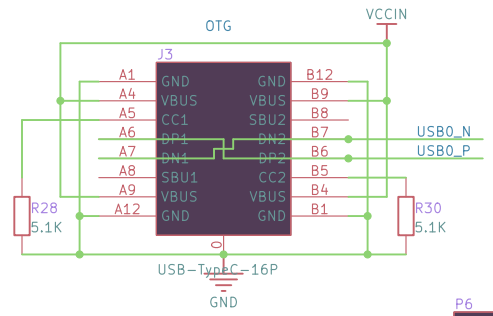 VCCIN
OTG
J3
A1 GND GND B12
A4 VBUS VBUS B9
A5 CC1 SBU2 B8
A6 DP1 DN2 B7 USB0_N
A7 DN1 DP2 B6 USB0_P
A8 SBU1 CC2 B5
A9 VBUS VBUS B4
A12 GND GND B1
R28 R30
5.1K 5.1K
0
USB-TypeC-16P
GND
P6